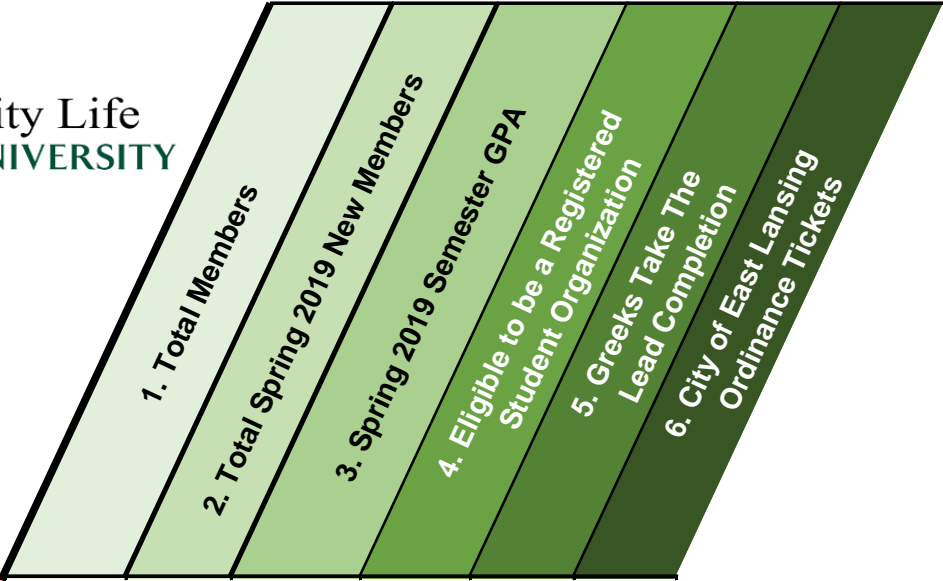 ity Life
NIVERSITY
1. Total Members
2. Total Spring 2019 New Members
3. Spring 2019 Semester GPA
4. Eligible to be a Registered
Student Organization
5. Greeks Take The
Lead Completion
6. City of East Lansing
Ordinance Tickets